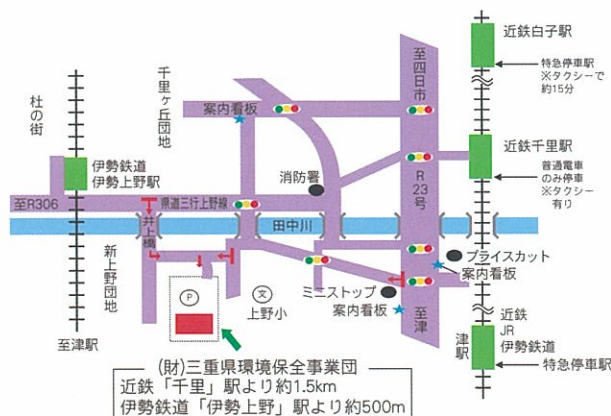 近鉄白子駅
特急停車駅
※タクシーで
約15分
至四日市
千里ヶ丘団地
案内看板
杜の街
近鉄千里駅
普通電車
のみ停車
※タクシー
有り
伊勢鉄道
伊勢上野駅
消防署
R23号
至R306
県道三行上野線
井上橋
田中川
新上野団地
プライスカット
案内看板
P
文
上野小
ミニストップ
案内看板
至津
至津駅
津駅
近鉄
JR
伊勢鉄道
特急停車駅
(財)三重県環境保全事業団
近鉄「千里」駅より約1.5km
伊勢鉄道「伊勢上野」駅より約500m